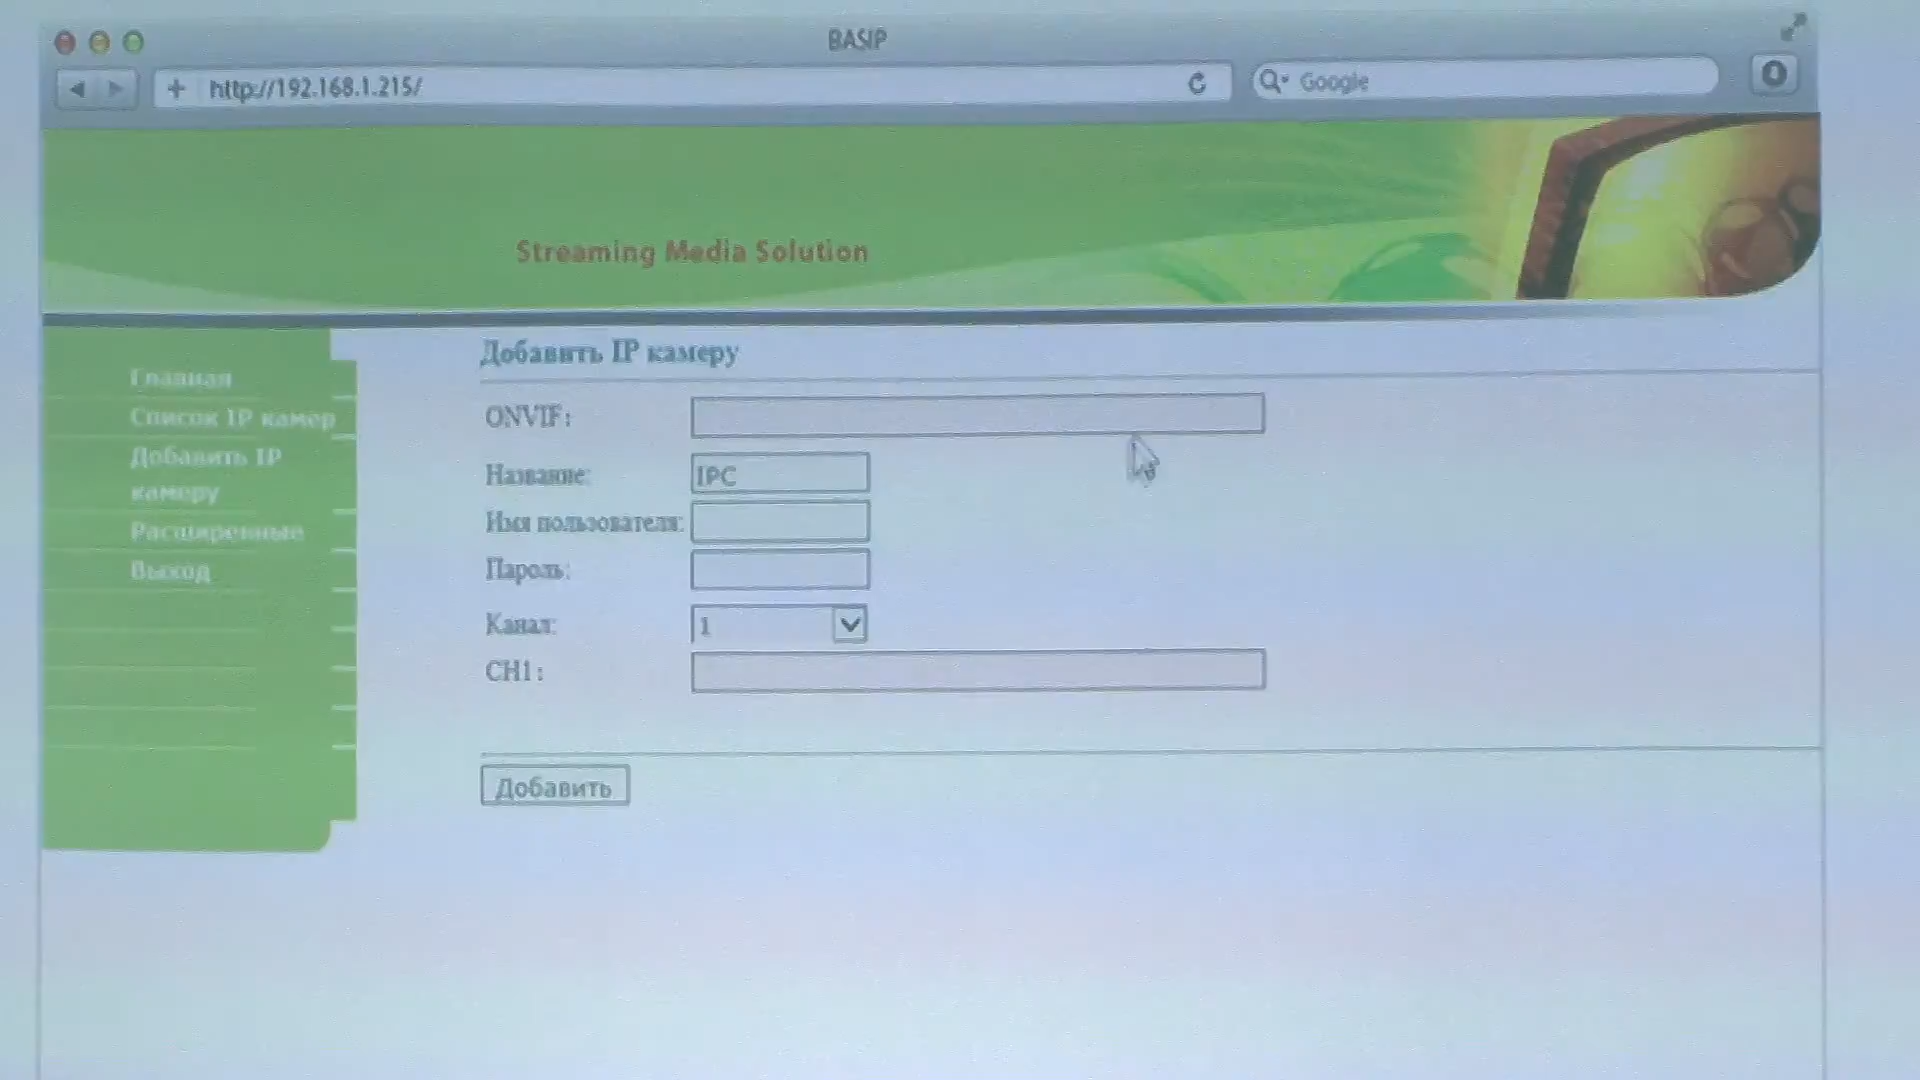 BASIP
http://192.168.1.215/
Google
Streaming Media Solution
Главная
Список IP камер
Добавить IP
камеру
Расширенные
Выход
Добавить IP камеру
ONVIF:
Название: IPC
Имя пользователя:
Пароль:
Канал: 1
CH1:
Добавить